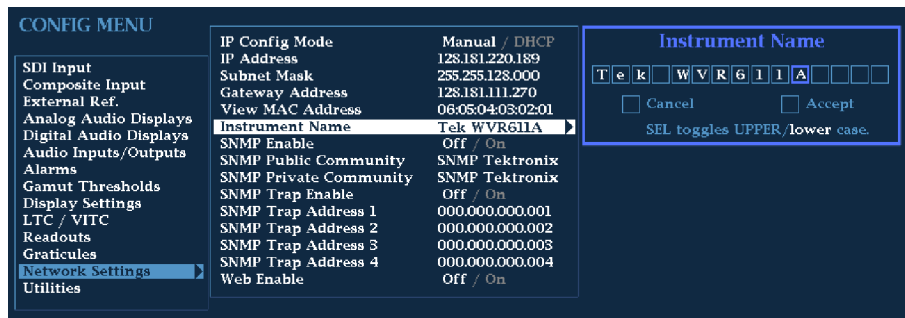 CONFIG MENU
SDI Input
Composite Input
External Ref.
Analog Audio Displays
Digital Audio Displays
Audio Inputs/Outputs
Alarms
Gamut Thresholds
Display Settings
LTC / VITC
Readouts
Graticules
Network Settings
Utilities
IP Config Mode Manual / DHCP
IP Address 128.181.220.189
Subnet Mask 255.255.128.000
Gateway Address 128.181.111.270
View MAC Address 06:05:04:03:02:01
Instrument Name Tek WVR611A
SNMP Enable Off / On
SNMP Public Community SNMP Tektronix
SNMP Private Community SNMP Tektronix
SNMP Trap Enable Off / On
SNMP Trap Address 1 000.000.000.001
SNMP Trap Address 2 000.000.000.002
SNMP Trap Address 3 000.000.000.003
SNMP Trap Address 4 000.000.000.004
Web Enable Off / On
Instrument Name
Tek WVR611A
Cancel Accept
SEL toggles UPPER/lower case.